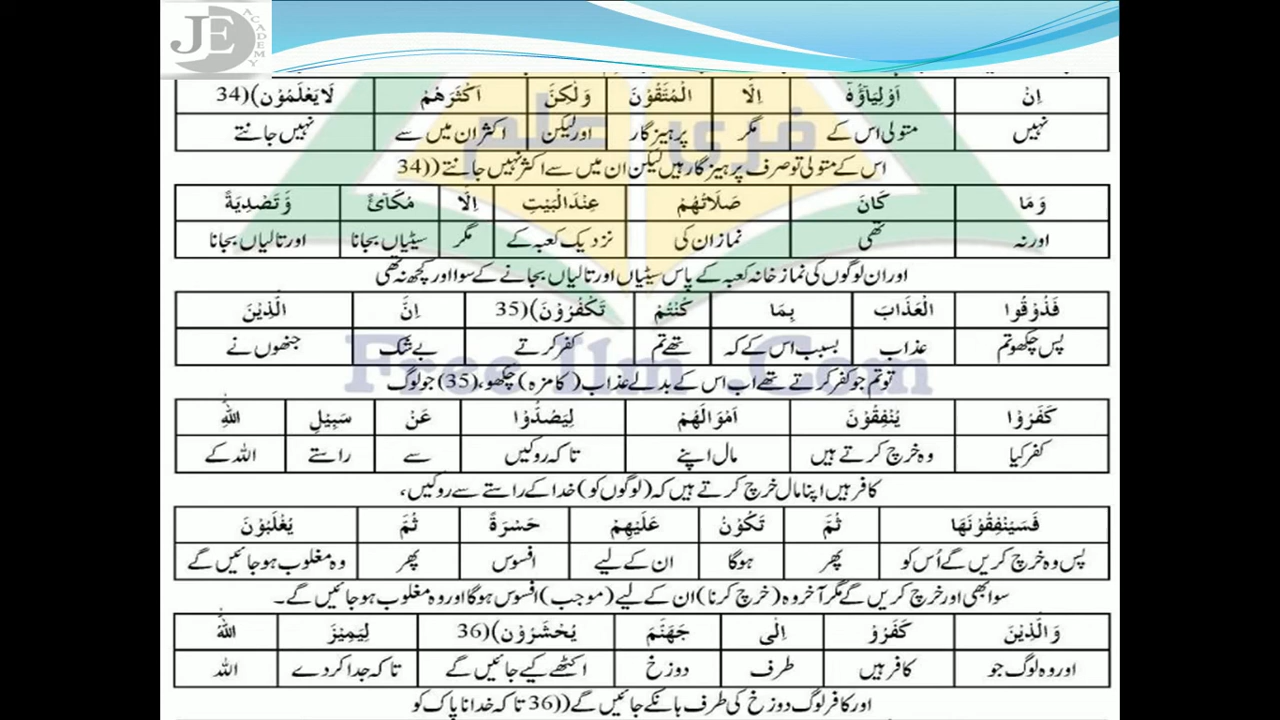 JE ACADEMY
اِنْ اَوْلِيَآؤُهٗٓ اِلَّا الْمُتَّقُوْنَ وَلٰكِنَّ اَكْثَرَهُمْ لَا يَعْلَمُوْنَ)(34
نہیں متولی اس کے مگر پرہیزگار اور لیکن اکثر ان میں سے نہیں جانتے
اس کے متولی تو صرف پرہیزگار ہیں لیکن ان میں سے اکثر نہیں جانتے ((34
وَمَا كَانَ صَلَاتُهُمْ عِنْدَالْبَيْتِ اِلَّا مُكَآئً وَّتَصْدِيَةً
اور نہ تھی نماز ان کی نزدیک کعبہ کے مگر سیٹیاں بجانا اور تالیاں بجانا
اور ان لوگوں کی نماز خانہ کعبہ کے پاس سیٹیاں اور تالیاں بجانے کے سوا اور کچھ نہ تھی
فَذُوْقُوا الْعَذَابَ بِمَا كُنْتُمْ تَكْفُرُوْنَ)(35 اِنَّ الَّذِيْنَ
پس چکھو تم عذاب بسبب اس کے کہ تھے تم کفر کرتے بے شک جنھوں نے
تو تم جو کفر کرتے تھے اب اس کے بدلے عذاب (کا مزہ) چکھو،(35) جو لوگ
كَفَرُوْا يُنْفِقُوْنَ اَمْوَالَهُمْ لِيَصُدُّوْا عَنْ سَبِيْلِ اللّٰهِ
کفر کیا وہ خرچ کرتے ہیں مال اپنے تاکہ روکیں سے راستے اللہ کے
کافر ہیں اپنا مال خرچ کرتے ہیں کہ (لوگوں کو) خدا کے راستے سے روکیں،
فَسَيُنْفِقُوْنَهَا ثُمَّ تَكُوْنُ عَلَيْهِمْ حَسْرَةً ثُمَّ يُغْلَبُوْنَ
پس وہ خرچ کریں گے اُس کو پھر ہوگا ان کے لیے افسوس پھر وہ مغلوب ہو جائیں گے
سو ابھی اور خرچ کریں گے مگر آخر وہ (خرچ کرنا) ان کے لیے (موجب) افسوس ہوگا اور وہ مغلوب ہو جائیں گے۔
وَالَّذِيْنَ كَفَرُوْ اِلٰى جَهَنَّمَ يُحْشَرُوْنَ)(36 لِيَمِيْزَ اللّٰهُ
اور وہ لوگ جو کافر ہیں طرف دوزخ اکٹھے کیے جائیں گے تاکہ جدا کر دے اللہ
اور کافر لوگ دوزخ کی طرف ہانکے جائیں گے((36 تاکہ خدا ناپاک کو
فری علم
Free Ilm .Com